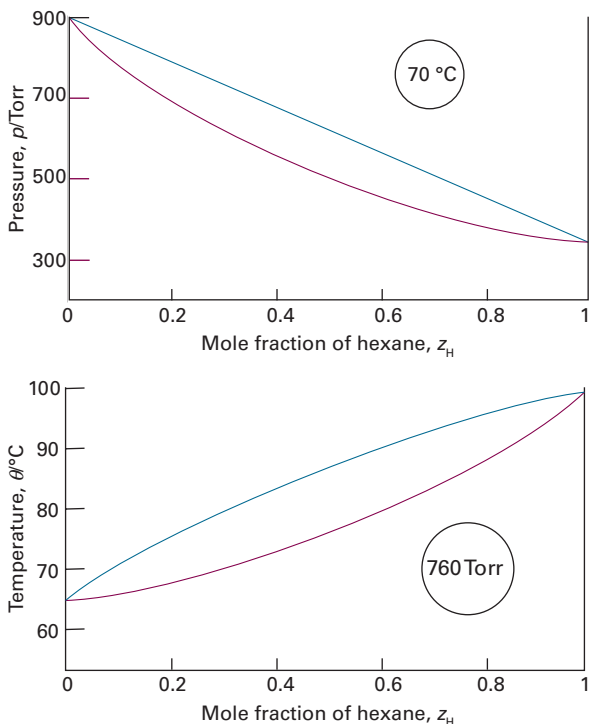 900
70 °C
700
500
300
Pressure, p/Torr
0 0.2 0.4 0.6 0.8 1
Mole fraction of hexane, z_H
100
90
80
70
60
Temperature, θ/°C
760 Torr
0 0.2 0.4 0.6 0.8 1
Mole fraction of hexane, z_H